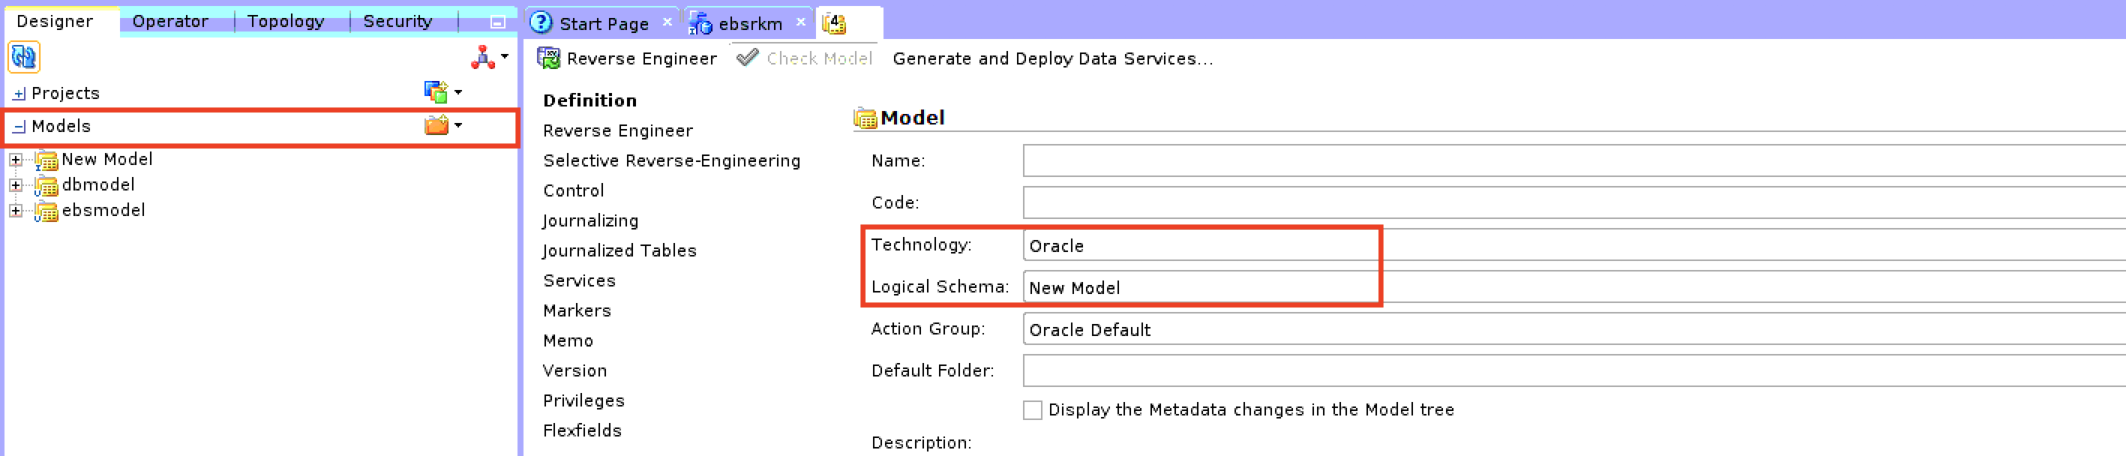 Designer Operator Topology Security
Start Page × ebsrkm × 4
Reverse Engineer Check Model Generate and Deploy Data Services...
Projects
Models
New Model
dbmodel
ebsmodel
Definition
Reverse Engineer
Selective Reverse-Engineering
Control
Journalizing
Journalized Tables
Services
Markers
Memo
Version
Privileges
Flexfields
Model
Name:
Code:
Technology: Oracle
Logical Schema: New Model
Action Group: Oracle Default
Default Folder:
Display the Metadata changes in the Model tree
Description: